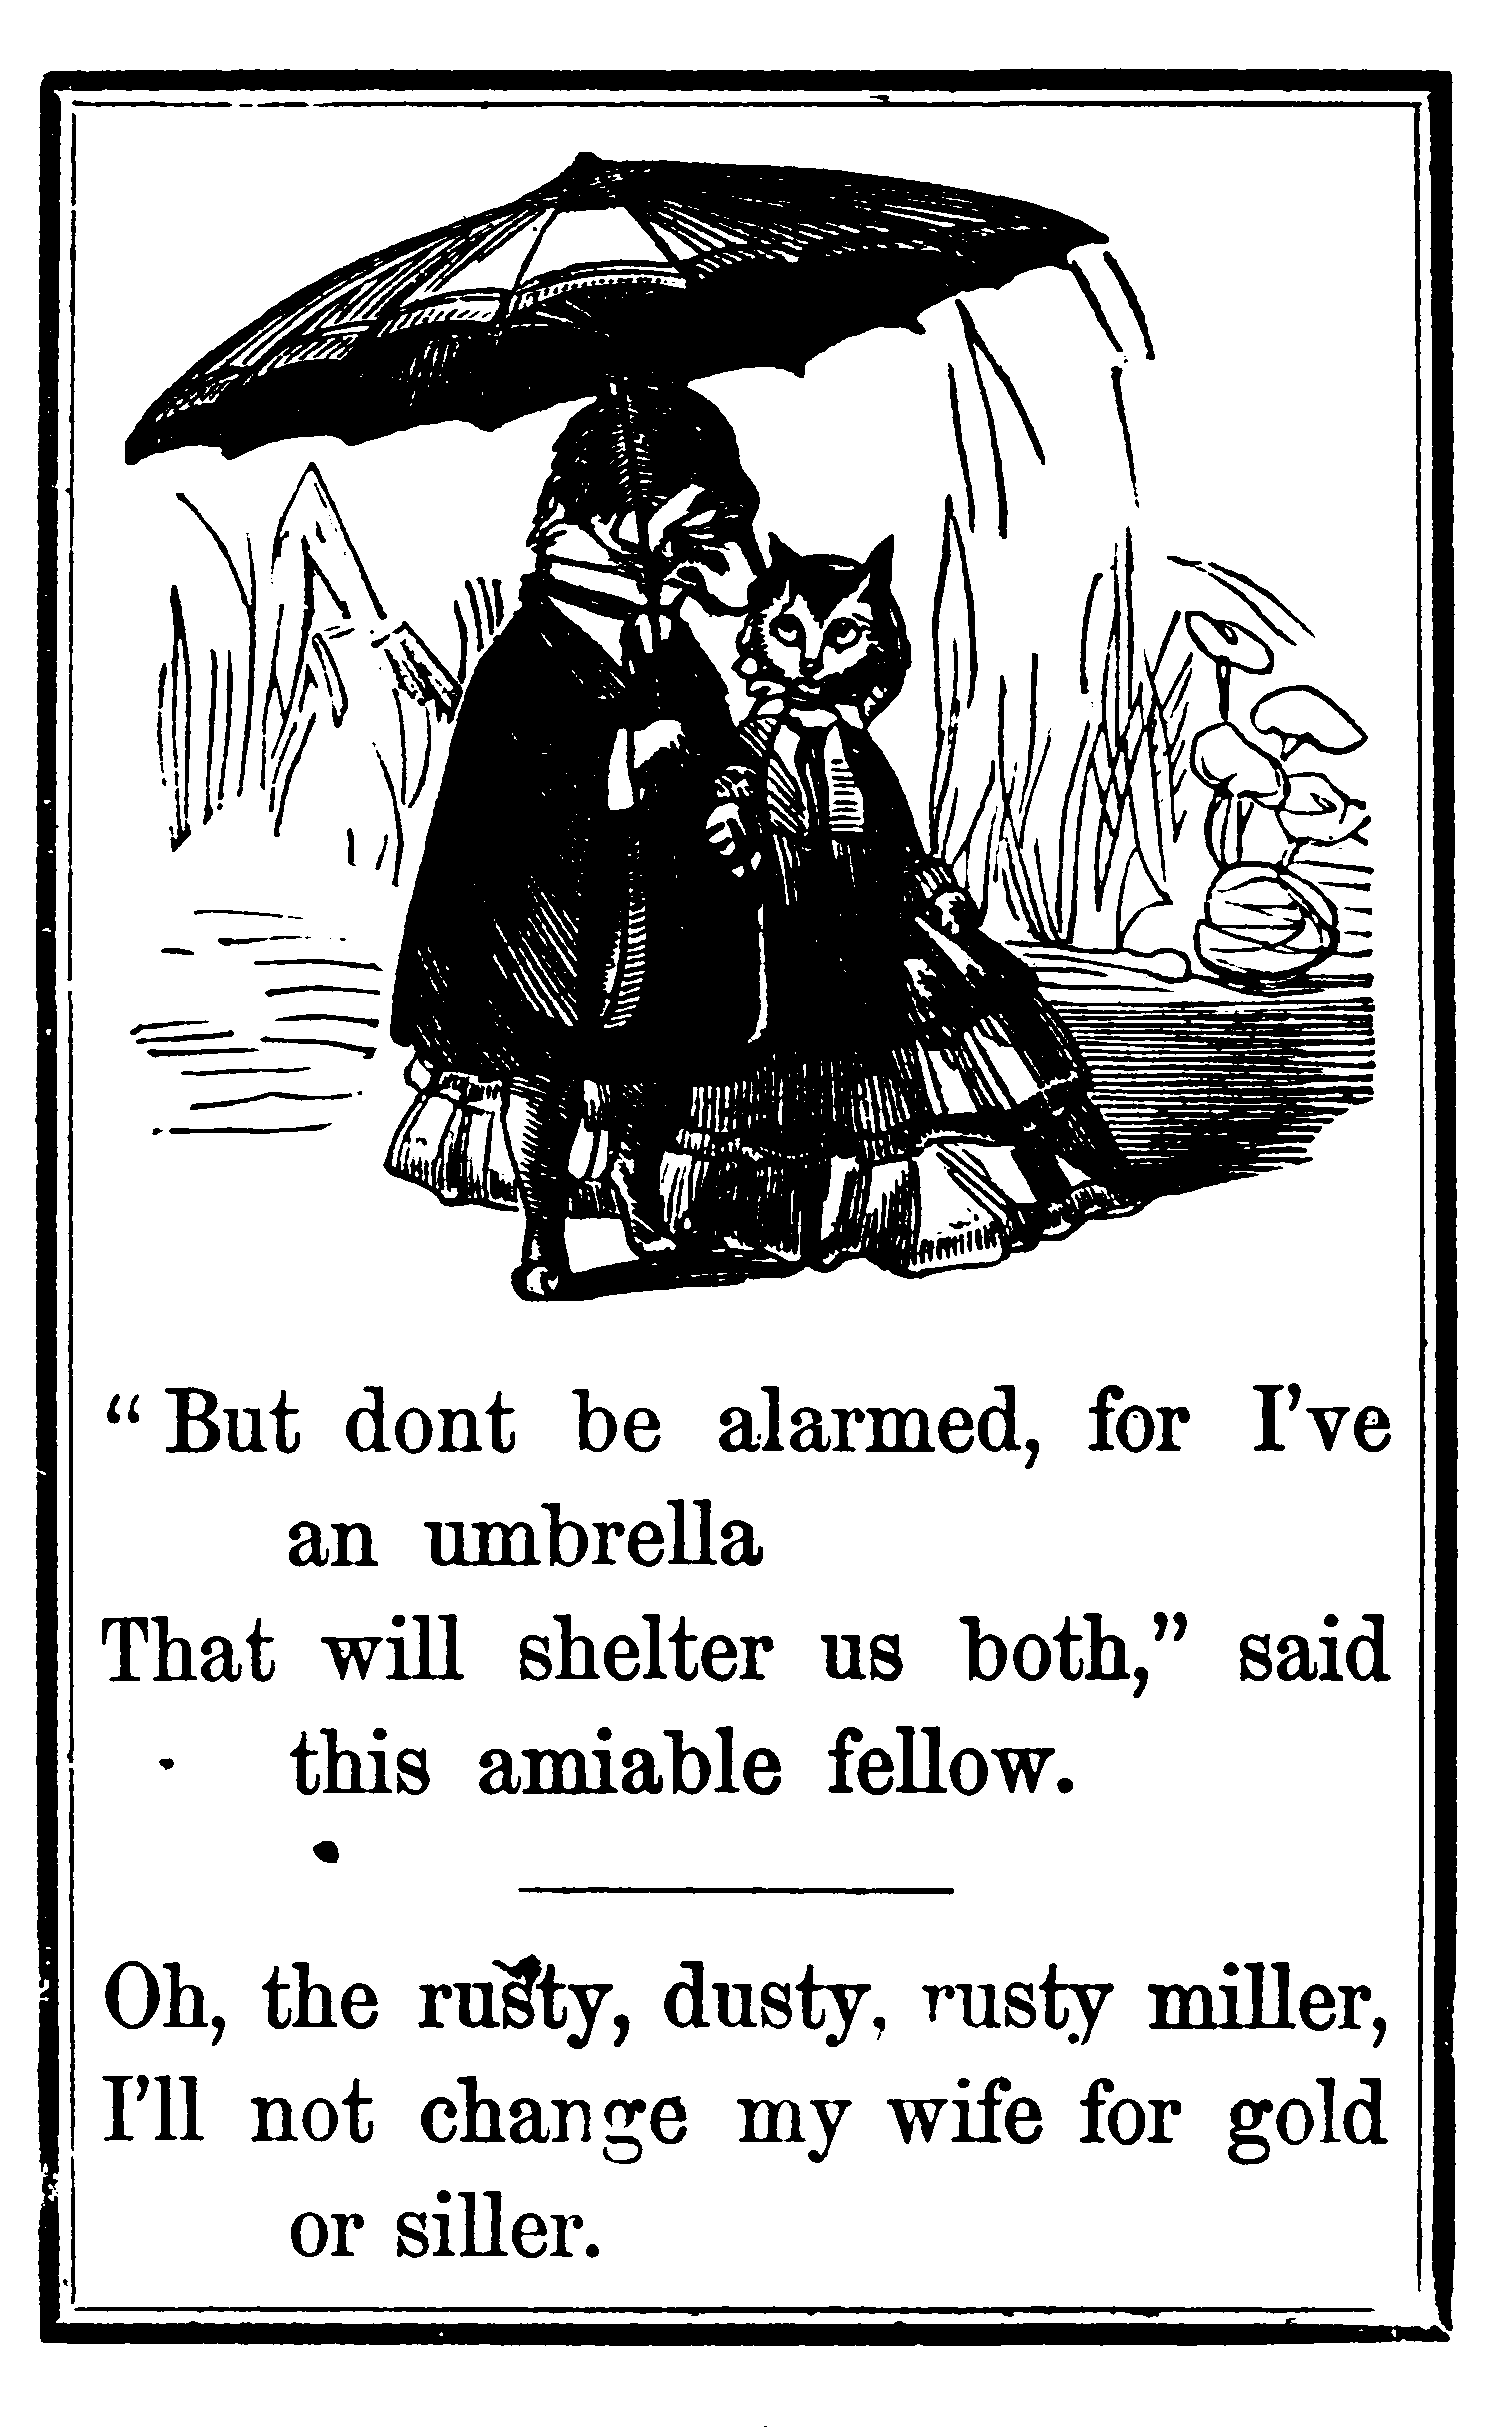 “ But dont be alarmed, for I've
an umbrella
That will shelter us both,” said
this amiable fellow.
Oh, the rusty, dusty, rusty miller,
I'll not change my wife for gold
or siller.